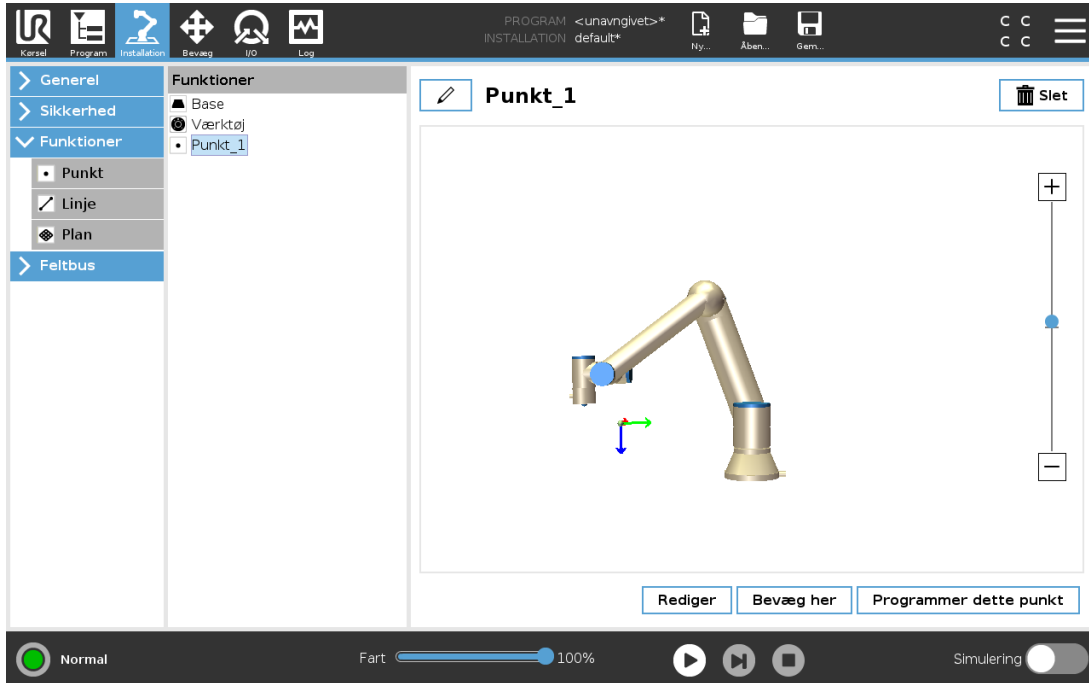 PROGRAM <unavngivet>*
INSTALLATION default*
UR
Kørsel Program Installation Bevæg I/O Log
Ny... Åben... Gem...
C C
C C
Generel
Sikkerhed
Funktioner
Punkt
Linje
Plan
Feltbus
Funktioner
Base
Værktøj
Punkt_1
Punkt_1
Slet
Rediger Bevæg her Programmer dette punkt
Normal Fart 100% Simulering